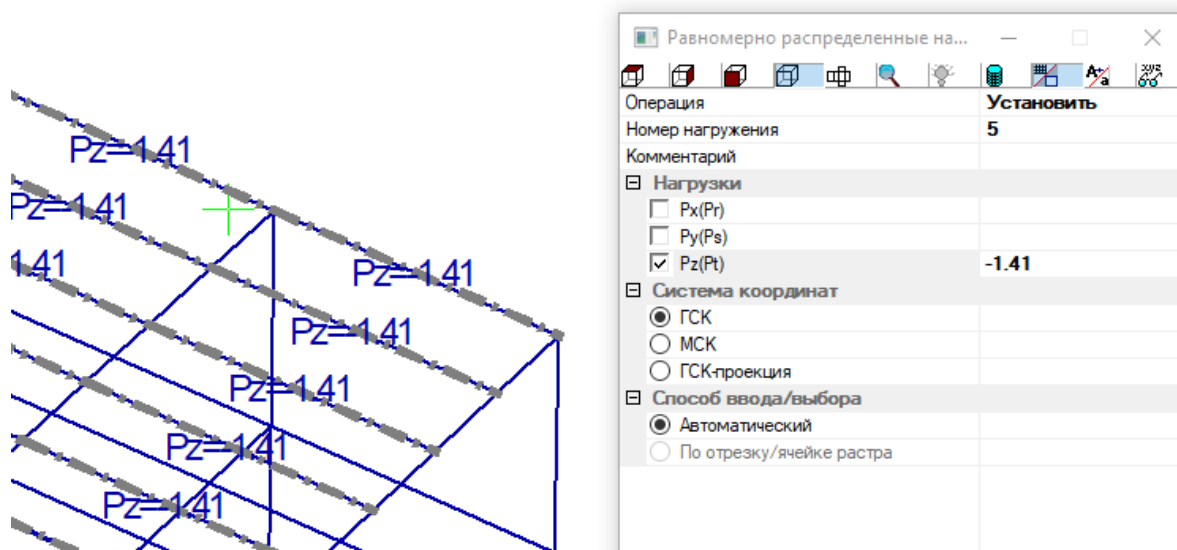 Pz=-1.41
Pz=-1.41
1.41
Pz=-1.41
Pz=-1.41
Pz=-1.41
Pz=-1.41
Pz=-1.41
Равномерно распределенные на...
xyz
Операция Установить
Номер нагружения 5
Комментарий
Нагрузки
Px(Pr)
Py(Ps)
Pz(Pt) -1.41
Система координат
ГСК
МСК
ГСК-проекция
Способ ввода/выбора
Автоматический
По отрезку/ячейке растра